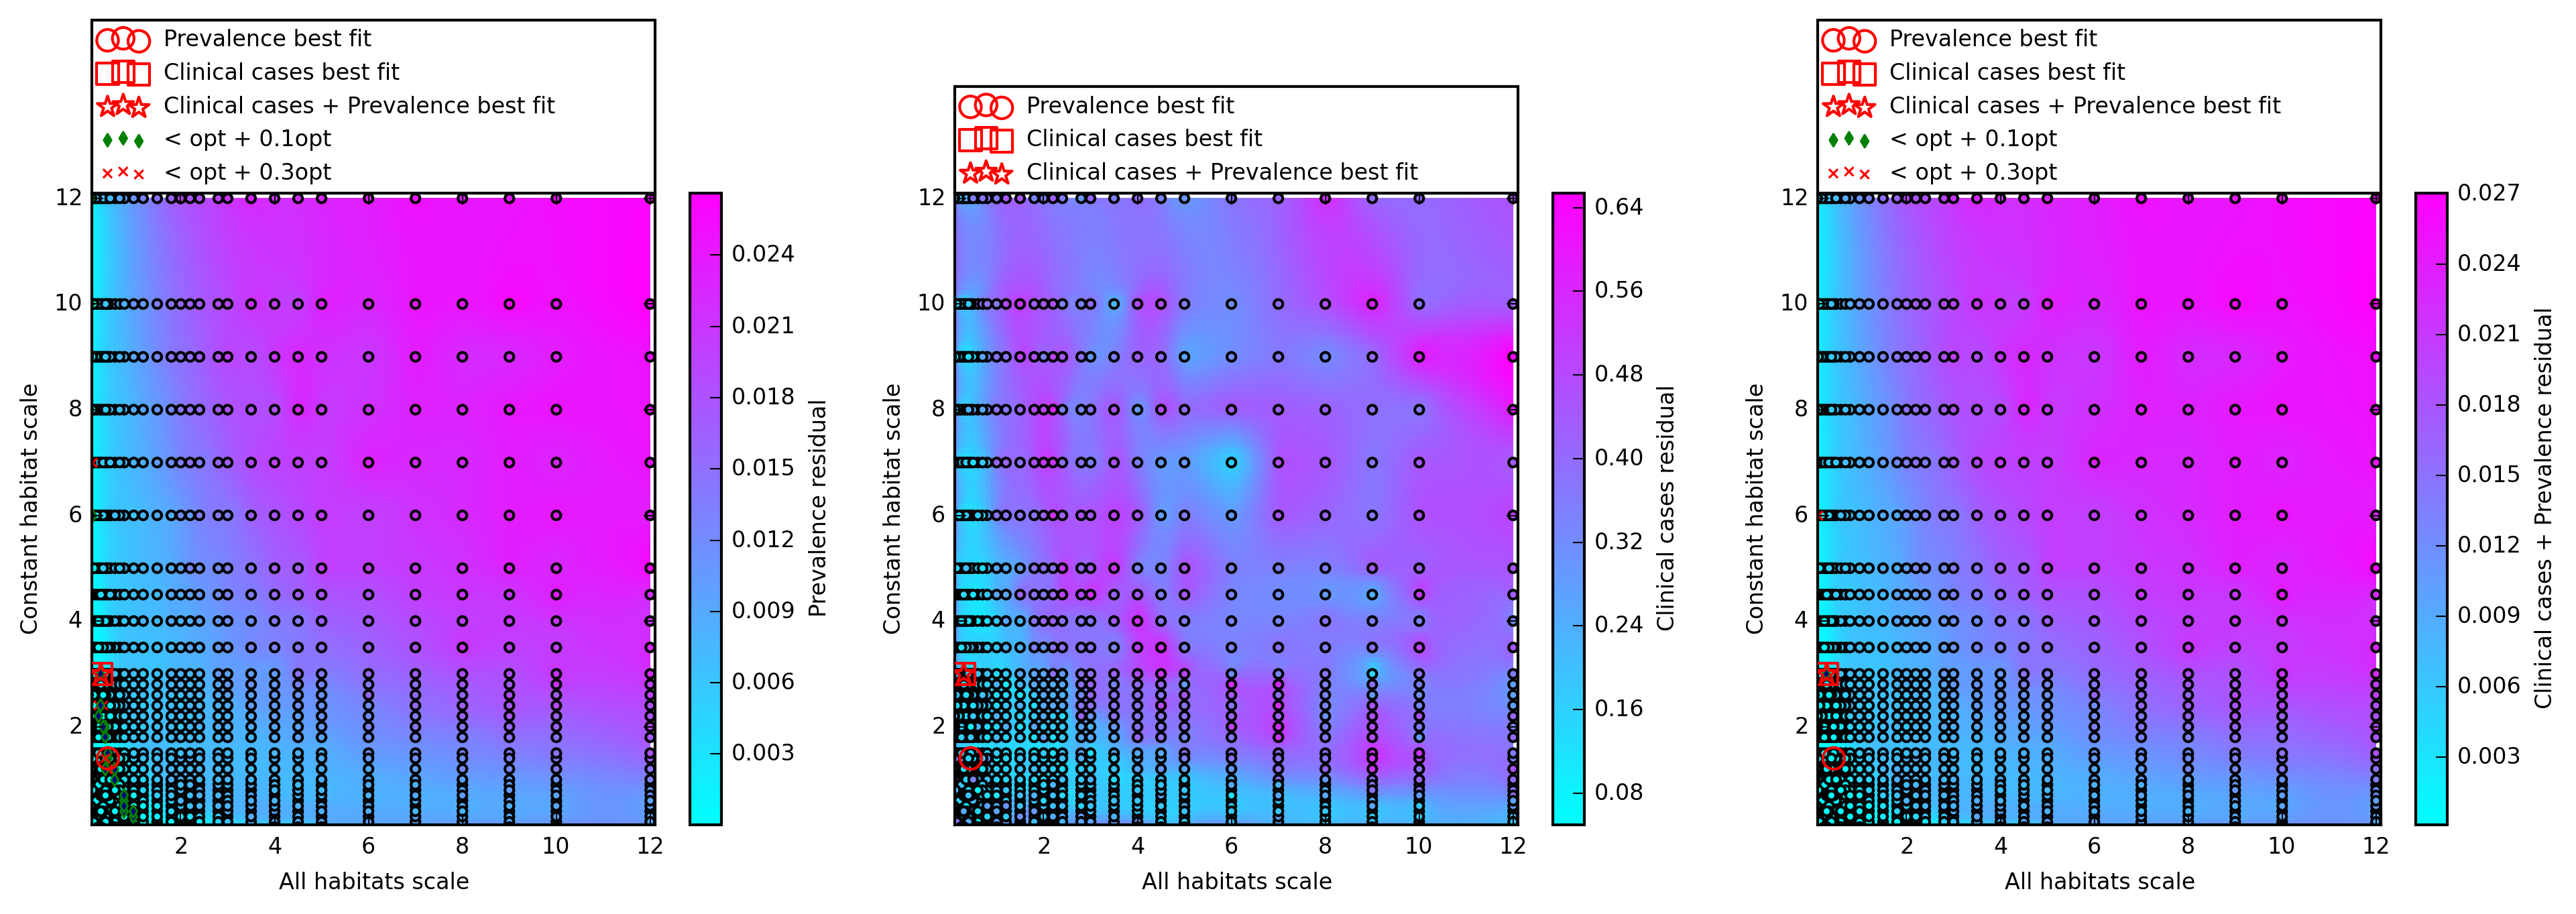 Prevalence best fit
Clinical cases best fit
Clinical cases + Prevalence best fit
< opt + 0.1opt
< opt + 0.3opt
12
10
8
6
4
2
Constant habitat scale
2 4 6 8 10 12
All habitats scale
0.024
0.021
0.018
0.015
0.012
0.009
0.006
0.003
Prevalence residual
Prevalence best fit
Clinical cases best fit
Clinical cases + Prevalence best fit
12
10
8
6
4
2
Constant habitat scale
2 4 6 8 10 12
All habitats scale
0.64
0.56
0.48
0.40
0.32
0.24
0.16
0.08
Clinical cases residual
Prevalence best fit
Clinical cases best fit
Clinical cases + Prevalence best fit
< opt + 0.1opt
< opt + 0.3opt
12
10
8
6
4
2
Constant habitat scale
2 4 6 8 10 12
All habitats scale
0.027
0.024
0.021
0.018
0.015
0.012
0.009
0.006
0.003
Clinical cases + Prevalence residual